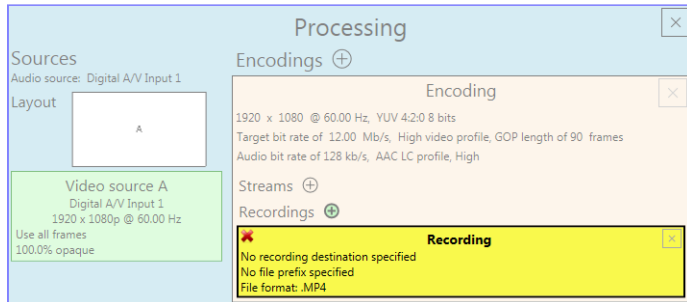 Processing
Sources
Audio source: Digital A/V Input 1
Layout
A
Video source A
Digital A/V Input 1
1920 x 1080p @ 60.00 Hz
Use all frames
100.0% opaque
Encodings
Encoding
1920 x 1080 @ 60.00 Hz, YUV 4:2:0 8 bits
Target bit rate of 12.00 Mb/s, High video profile, GOP length of 90 frames
Audio bit rate of 128 kb/s, AAC LC profile, High
Streams
Recordings
Recording
No recording destination specified
No file prefix specified
File format: .MP4